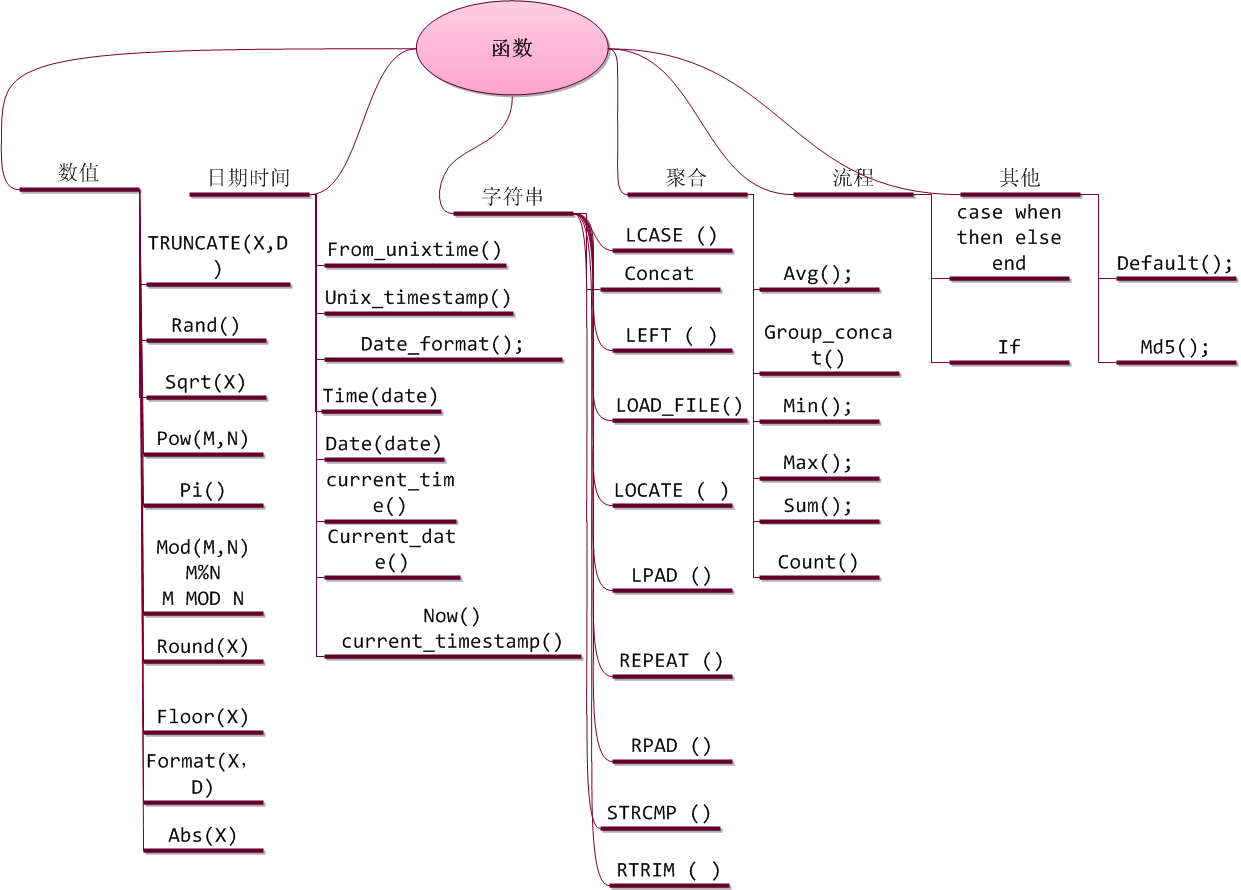 函数
数值
TRUNCATE(X,D
)
Rand()
Sqrt(X)
Pow(M,N)
Pi()
Mod(M,N)
M%N
M MOD N
Round(X)
Floor(X)
Format(X，
D)
Abs(X)
日期时间
From_unixtime()
Unix_timestamp()
Date_format();
Time(date)
Date(date)
current_tim
e()
Current_dat
e()
Now()
current_timestamp()
字符串
LCASE ()
Concat
LEFT ( )
LOAD_FILE()
LOCATE ( )
LPAD ()
REPEAT ()
RPAD ()
STRCMP ()
RTRIM ( )
聚合
Avg();
Group_conca
t()
Min();
Max();
Sum();
Count()
流程
case when
then else
end
If
其他
Default();
Md5();